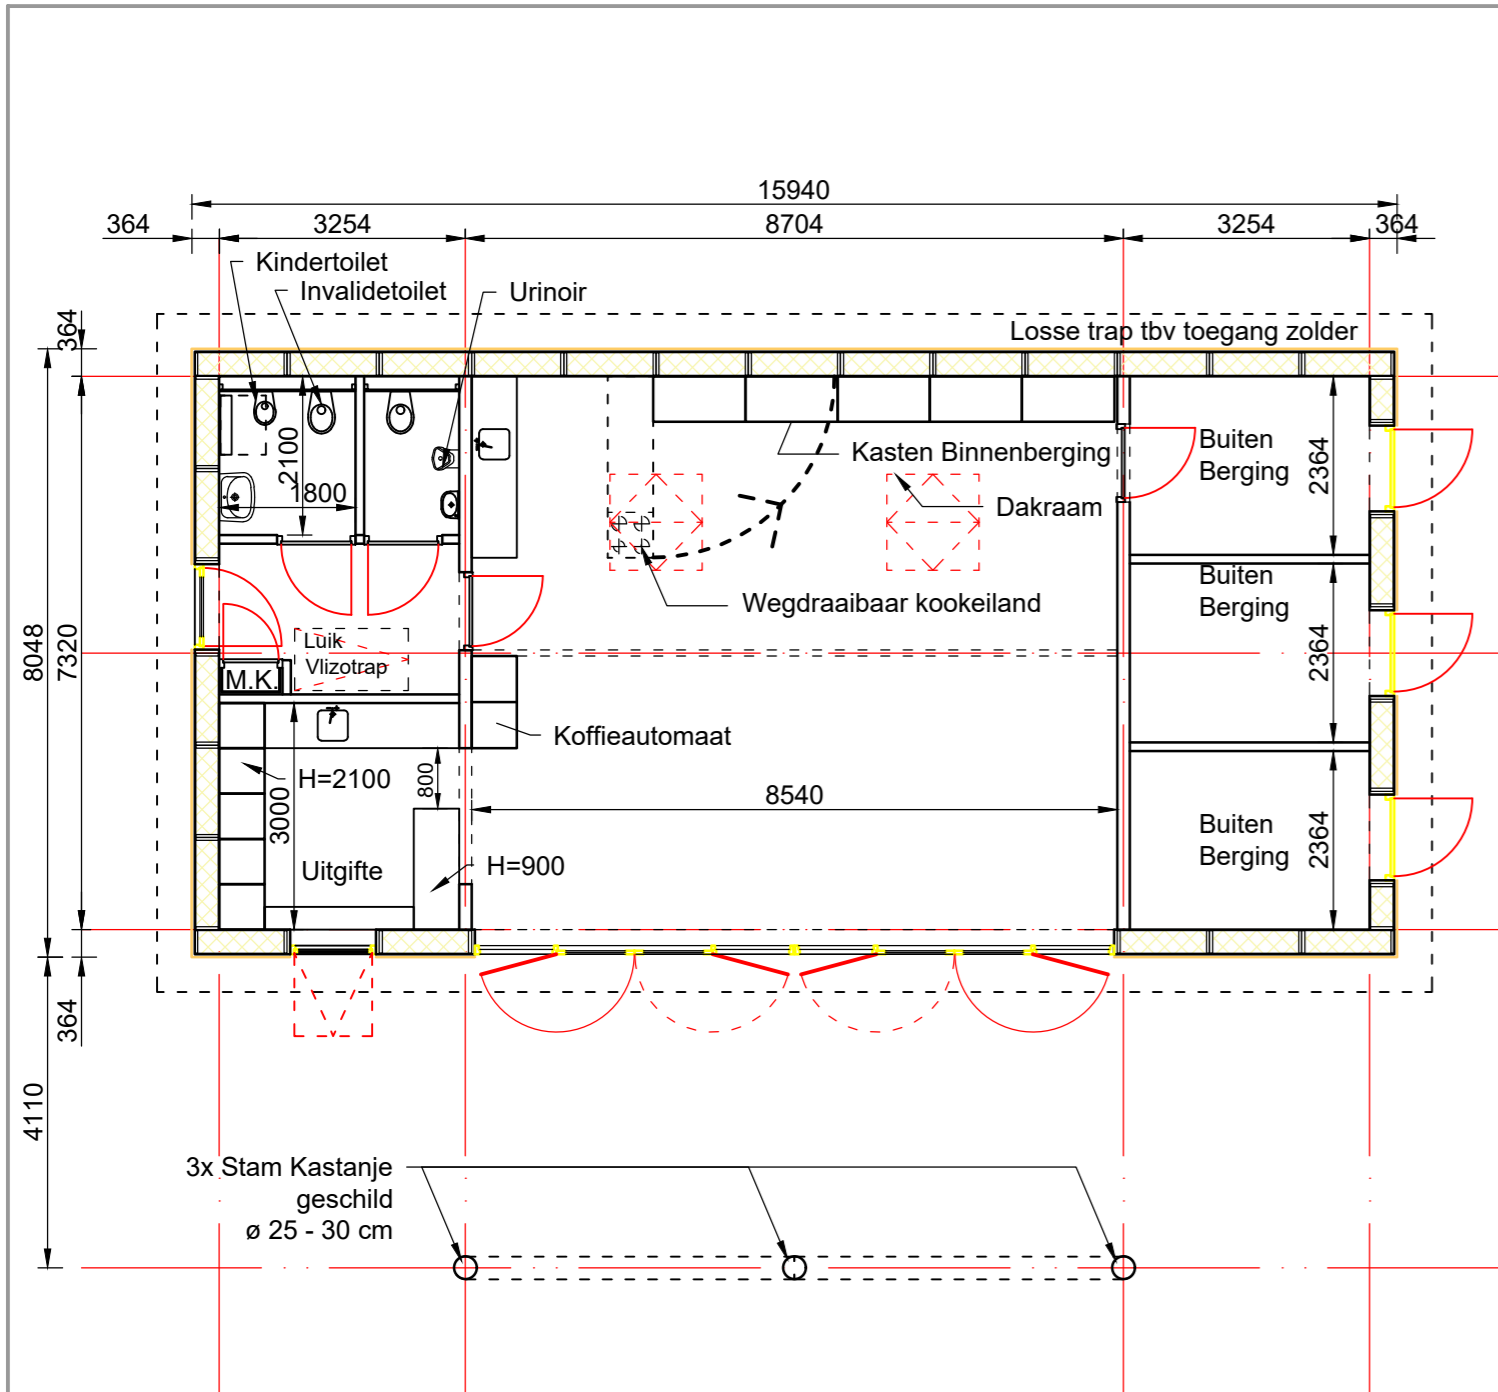 15940
364
3254
8704
3254
364
Kindertoilet
Invalidetoilet
Urinoir
364
Losse trap tbv toegang zolder
2100
1800
Kasten Binnenberging
Dakraam
Buiten
Berging
2364
Wegdraaibaar kookeiland
Buiten
Berging
2364
8048
7320
Luik
Vlizotrap
M.K.
Koffieautomaat
H=2100
800
3000
8540
Buiten
Berging
2364
Uitgifte
H=900
364
4110
3x Stam Kastanje
geschild
ø 25 - 30 cm